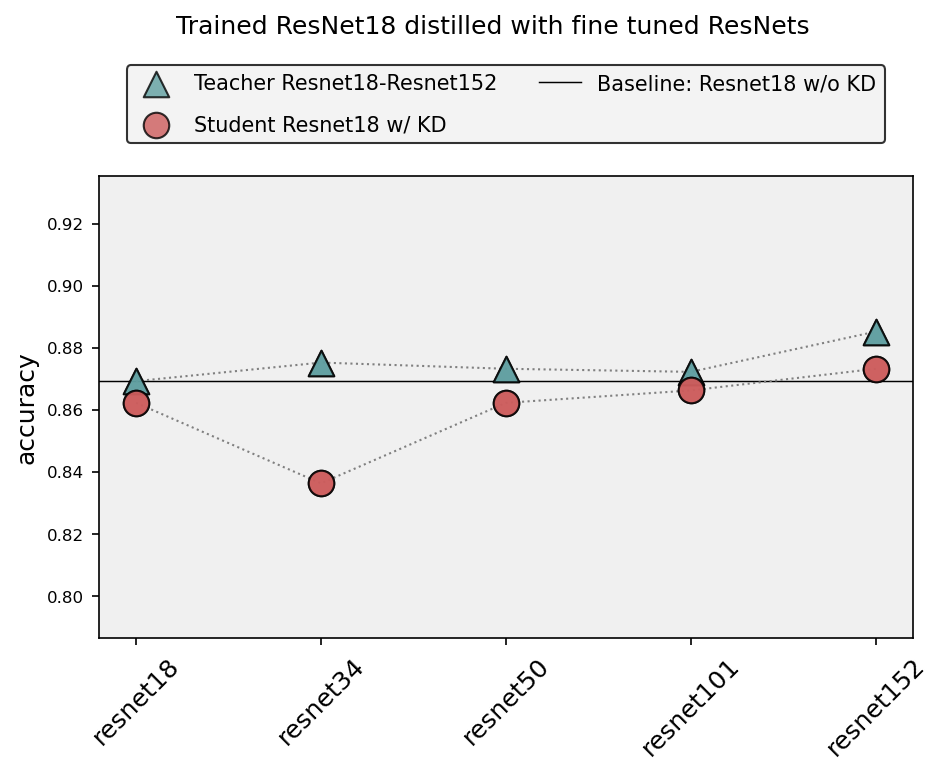 Trained ResNet18 distilled with fine tuned ResNets
Teacher Resnet18-Resnet152
Baseline: Resnet18 w/o KD
Student Resnet18 w/ KD
accuracy
0.92
0.90
0.88
0.86
0.84
0.82
0.80
resnet18
resnet34
resnet50
resnet101
resnet152